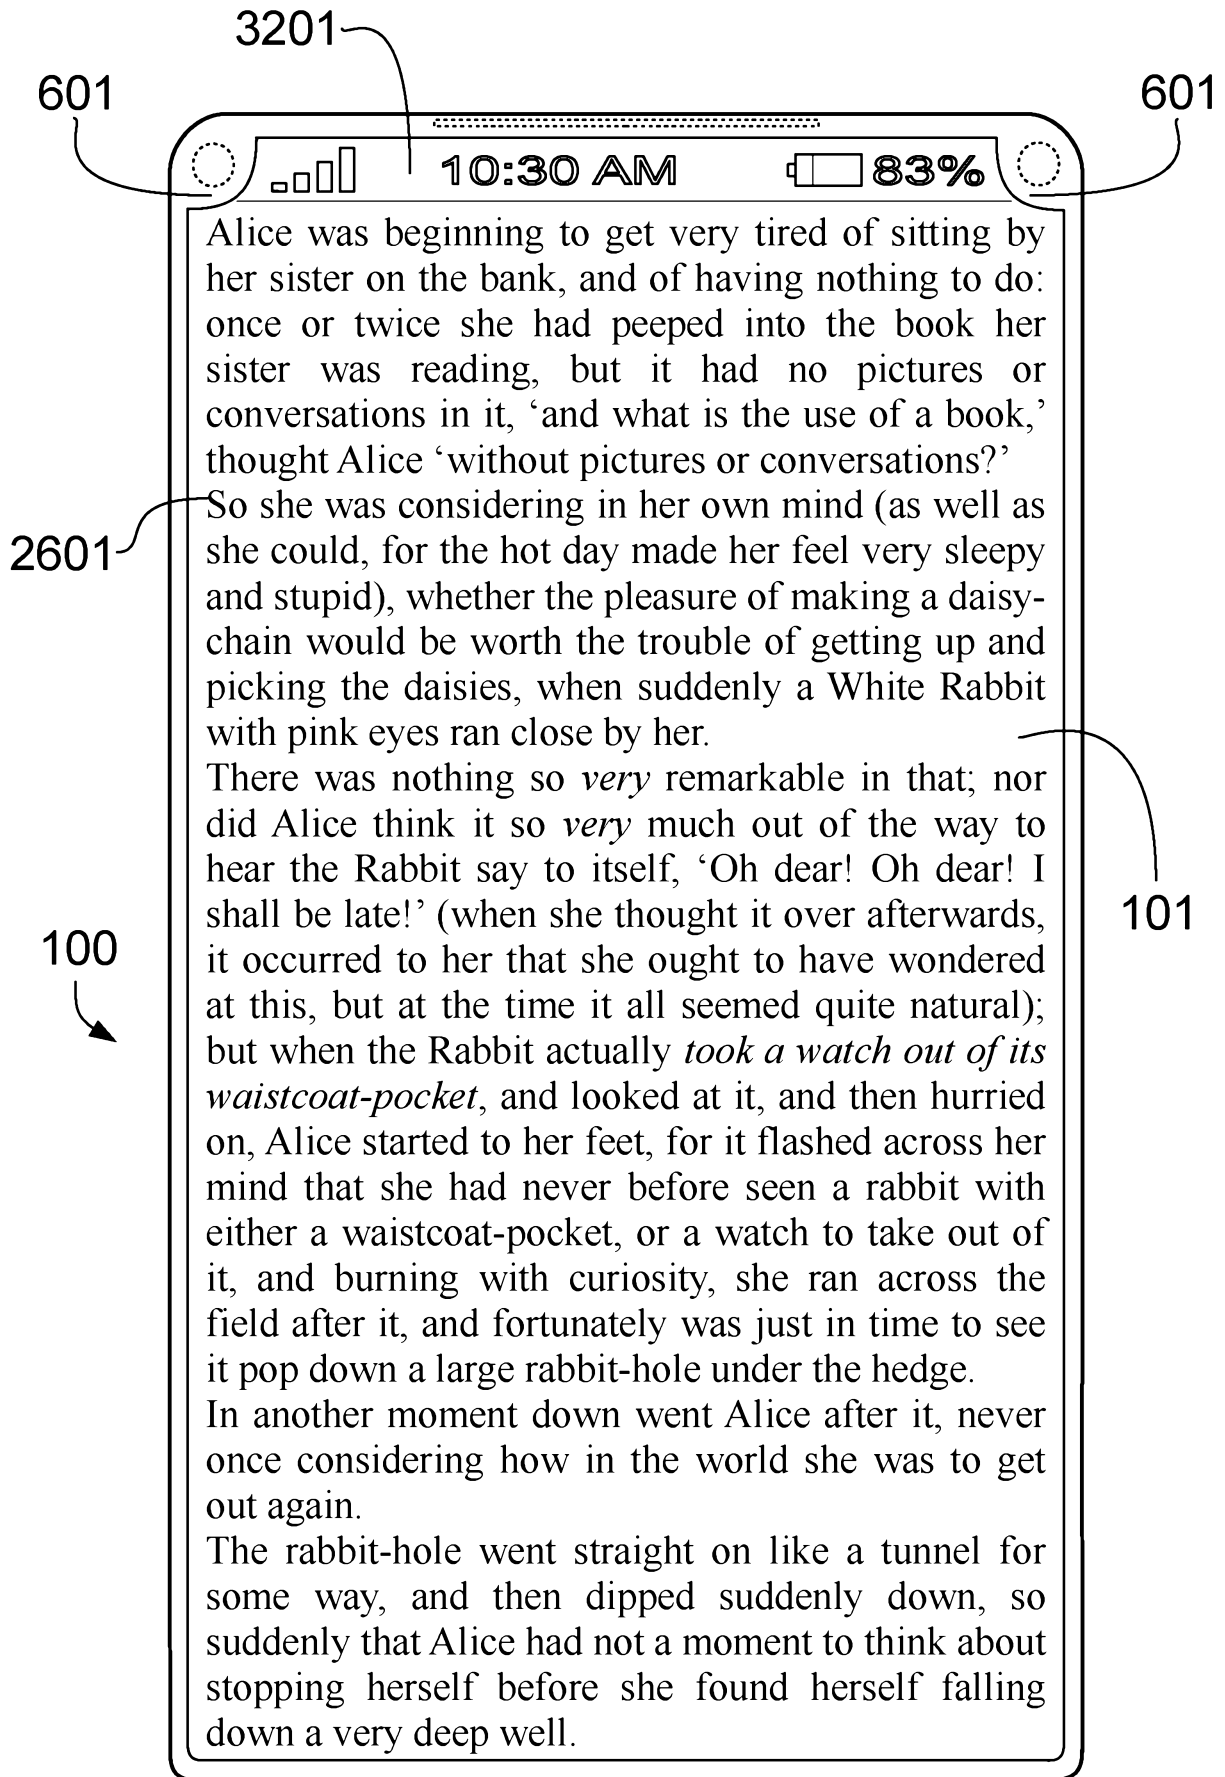 3201
601
601
10:30 AM
83%
Alice was beginning to get very tired of sitting by
her sister on the bank, and of having nothing to do:
once or twice she had peeped into the book her
sister was reading, but it had no pictures or
conversations in it, ‘and what is the use of a book,’
thought Alice ‘without pictures or conversations?’
So she was considering in her own mind (as well as
2601
she could, for the hot day made her feel very sleepy
and stupid), whether the pleasure of making a daisy-
chain would be worth the trouble of getting up and
picking the daisies, when suddenly a White Rabbit
with pink eyes ran close by her.
There was nothing so very remarkable in that; nor
did Alice think it so very much out of the way to
hear the Rabbit say to itself, ‘Oh dear! Oh dear! I
shall be late!’ (when she thought it over afterwards,
101
100
it occurred to her that she ought to have wondered
at this, but at the time it all seemed quite natural);
but when the Rabbit actually took a watch out of its
waistcoat-pocket, and looked at it, and then hurried
on, Alice started to her feet, for it flashed across her
mind that she had never before seen a rabbit with
either a waistcoat-pocket, or a watch to take out of
it, and burning with curiosity, she ran across the
field after it, and fortunately was just in time to see
it pop down a large rabbit-hole under the hedge.
In another moment down went Alice after it, never
once considering how in the world she was to get
out again.
The rabbit-hole went straight on like a tunnel for
some way, and then dipped suddenly down, so
suddenly that Alice had not a moment to think about
stopping herself before she found herself falling
down a very deep well.